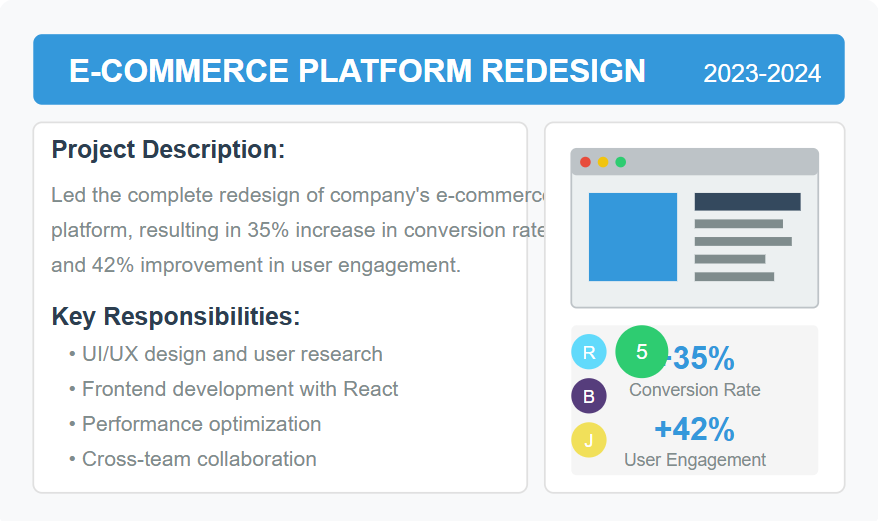 E-COMMERCE PLATFORM REDESIGN
2023-2024
Project Description:
Led the complete redesign of company's e-commerce
platform, resulting in 35% increase in conversion rate
and 42% improvement in user engagement.
Key Responsibilities:
• UI/UX design and user research
• Frontend development with React
• Performance optimization
• Cross-team collaboration
R
5
+35%
Conversion Rate
B
+42%
User Engagement
J